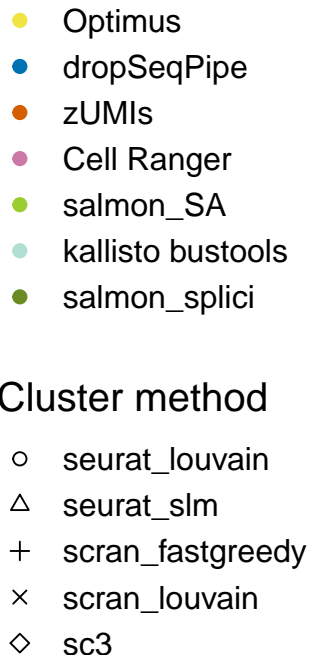 Optimus
dropSeqPipe
zUMIs
Cell Ranger
salmon_SA
kallisto bustools
salmon_splici
Cluster method
seurat_louvain
seurat_slm
scran_fastgreedy
scran_louvain
sc3